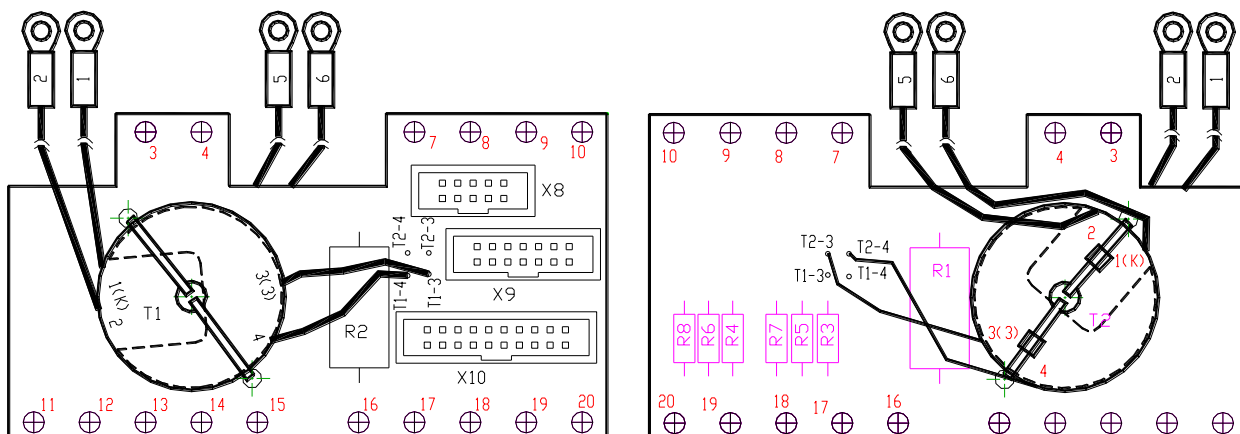 2 1 5 6
3 4 7 8 9 10
X8
T2-4 T2-3
1(K) 2 T1 3(3) 4
T1-4 T1-3
X9
R2
X10
11 12 13 14 15 16 17 18 19 20
5 6 2 1
10 9 8 7 4 3
2
T2-3 T2-4
1(K)
T1-3 T1-4
R1
T2
R8 R6 R4 R7 R5 R3
3(3)
4
20 19 18 17 16